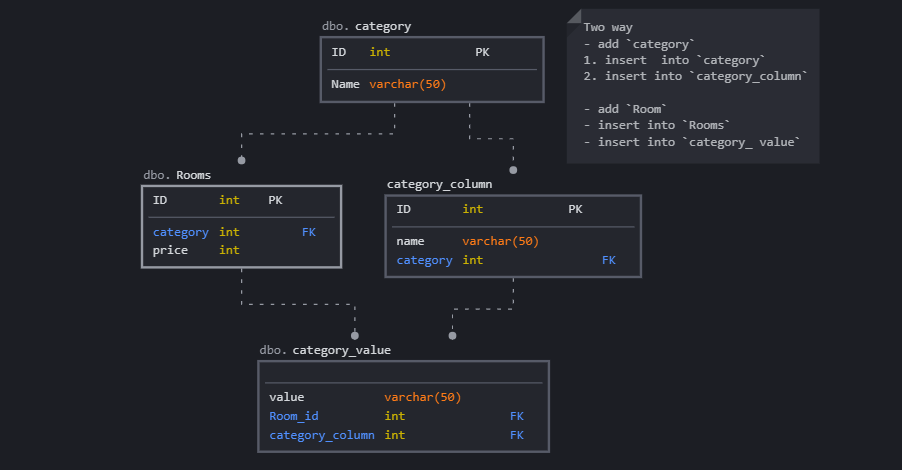 dbo. category
ID int PK
Name varchar(50)
Two way
- add `category`
1. insert  into `category`
2. insert into `category_column`
- add `Room`
- insert into `Rooms`
- insert into `category_ value`
dbo. Rooms
ID int PK
category int FK
price int
category_column
ID int PK
name varchar(50)
category int FK
dbo. category_value
value varchar(50)
Room_id int FK
category_column int FK